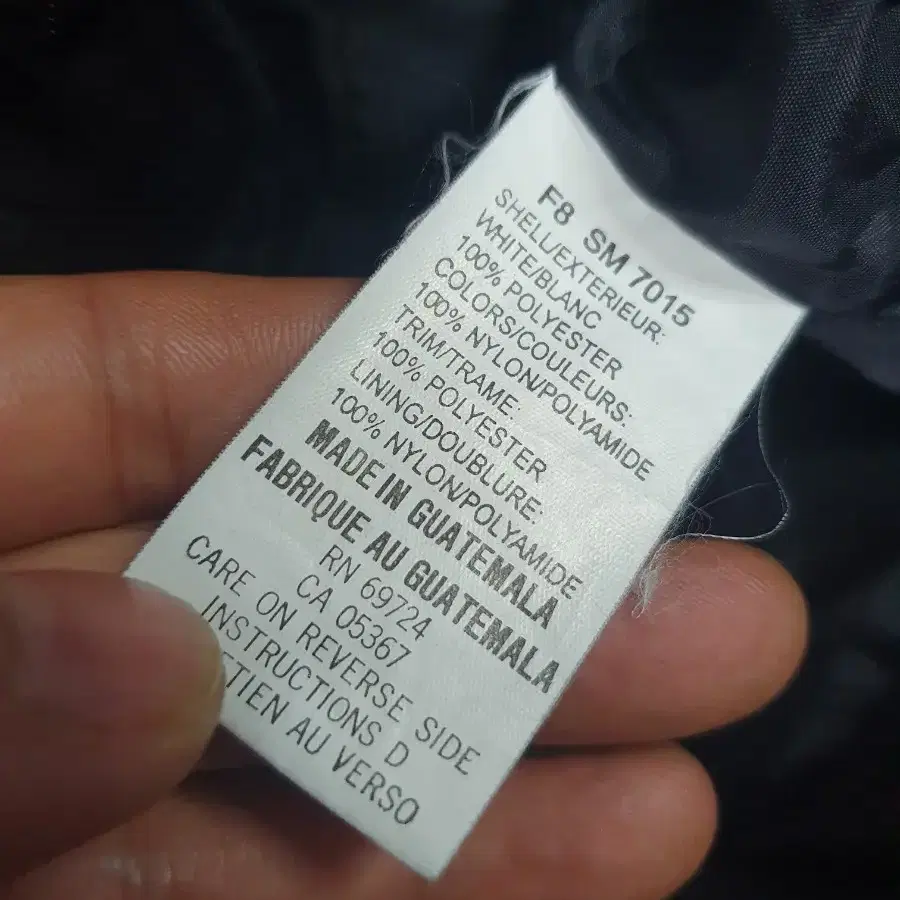 F8 SM 7015
SHELL/EXTERIEUR:
WHITE/BLANC
100% POLYESTER
COLORS/COULEURS:
100% NYLON/POLYAMIDE
TRIM/TRAME:
100% POLYESTER
LINING/DOUBLURE:
100% NYLON/POLYAMIDE
MADE IN GUATEMALA
FABRIQUE AU GUATEMALA
RN 69724
CA 05367
CARE ON REVERSE SIDE
INSTRUCTIONS D
TIEN AU VERSO